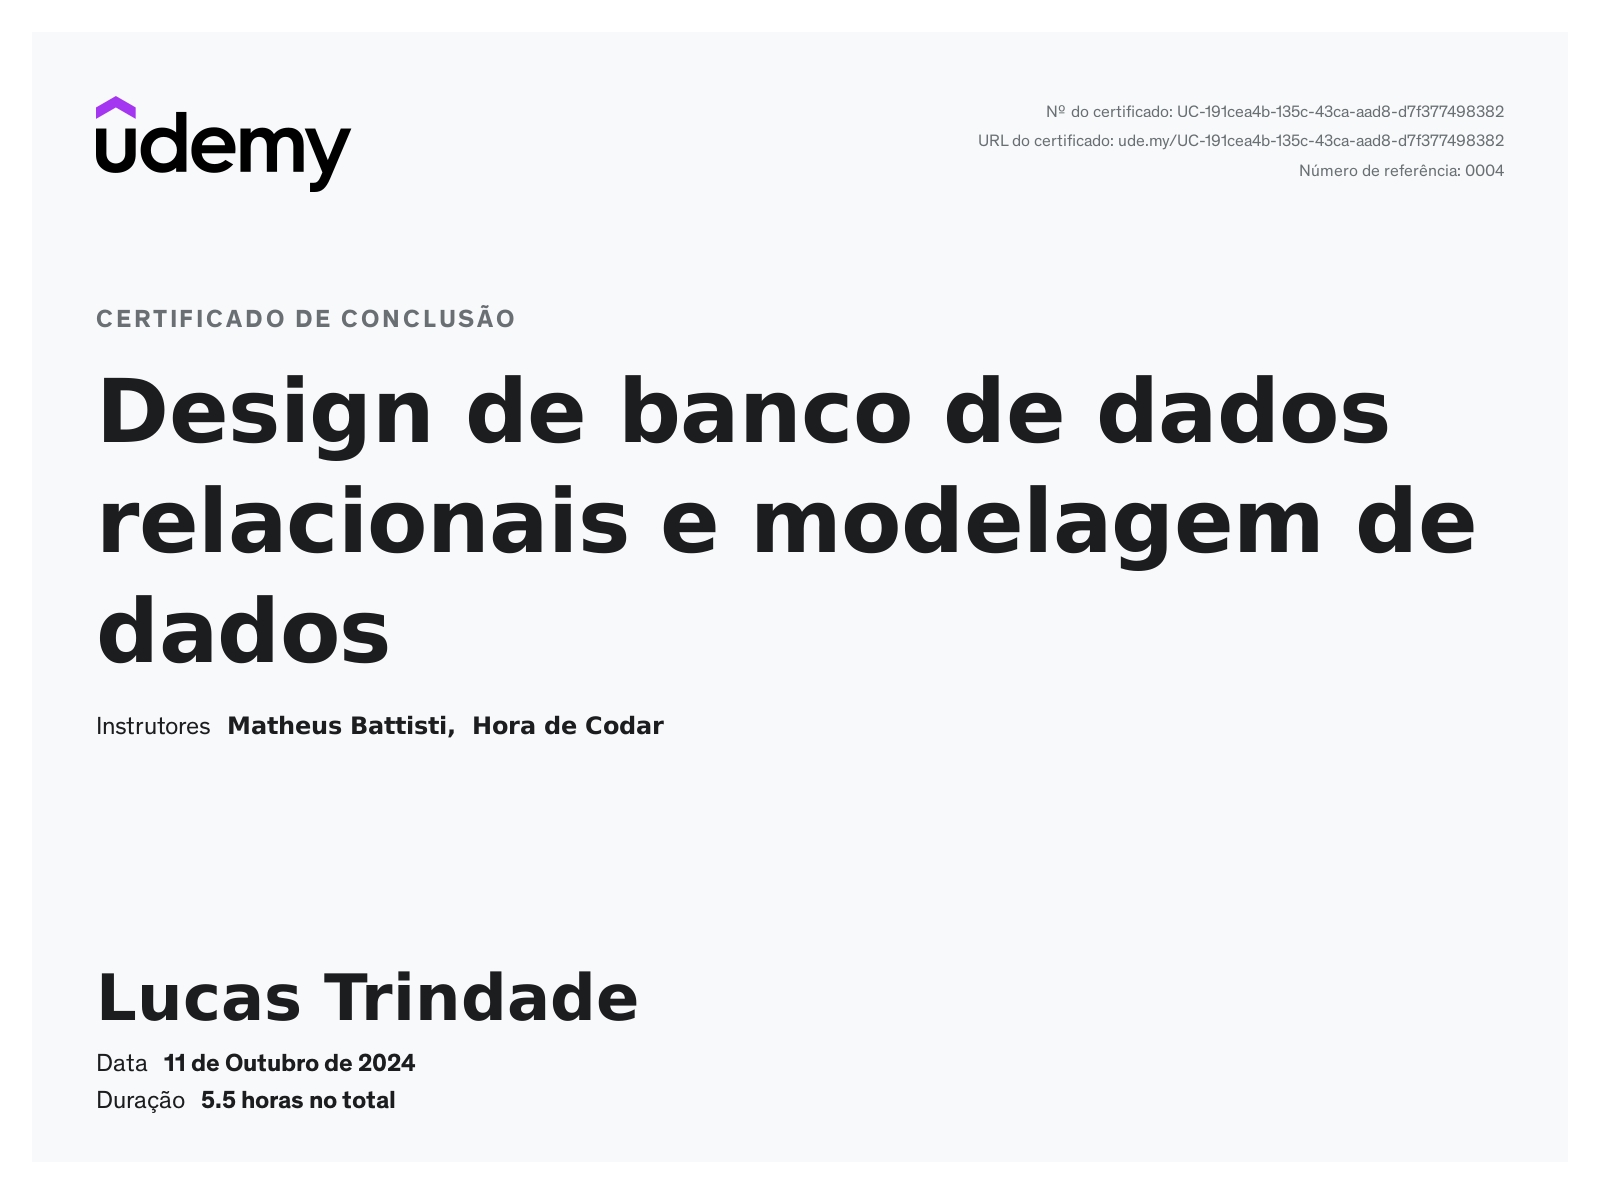 udemy
Nº do certificado: UC-191cea4b-135c-43ca-aad8-d7f377498382
URL do certificado: ude.my/UC-191cea4b-135c-43ca-aad8-d7f377498382
Número de referência: 0004
CERTIFICADO DE CONCLUSÃO
Design de banco de dados
relacionais e modelagem de
dados
Instrutores Matheus Battisti, Hora de Codar
Lucas Trindade
Data 11 de Outubro de 2024
Duração 5.5 horas no total